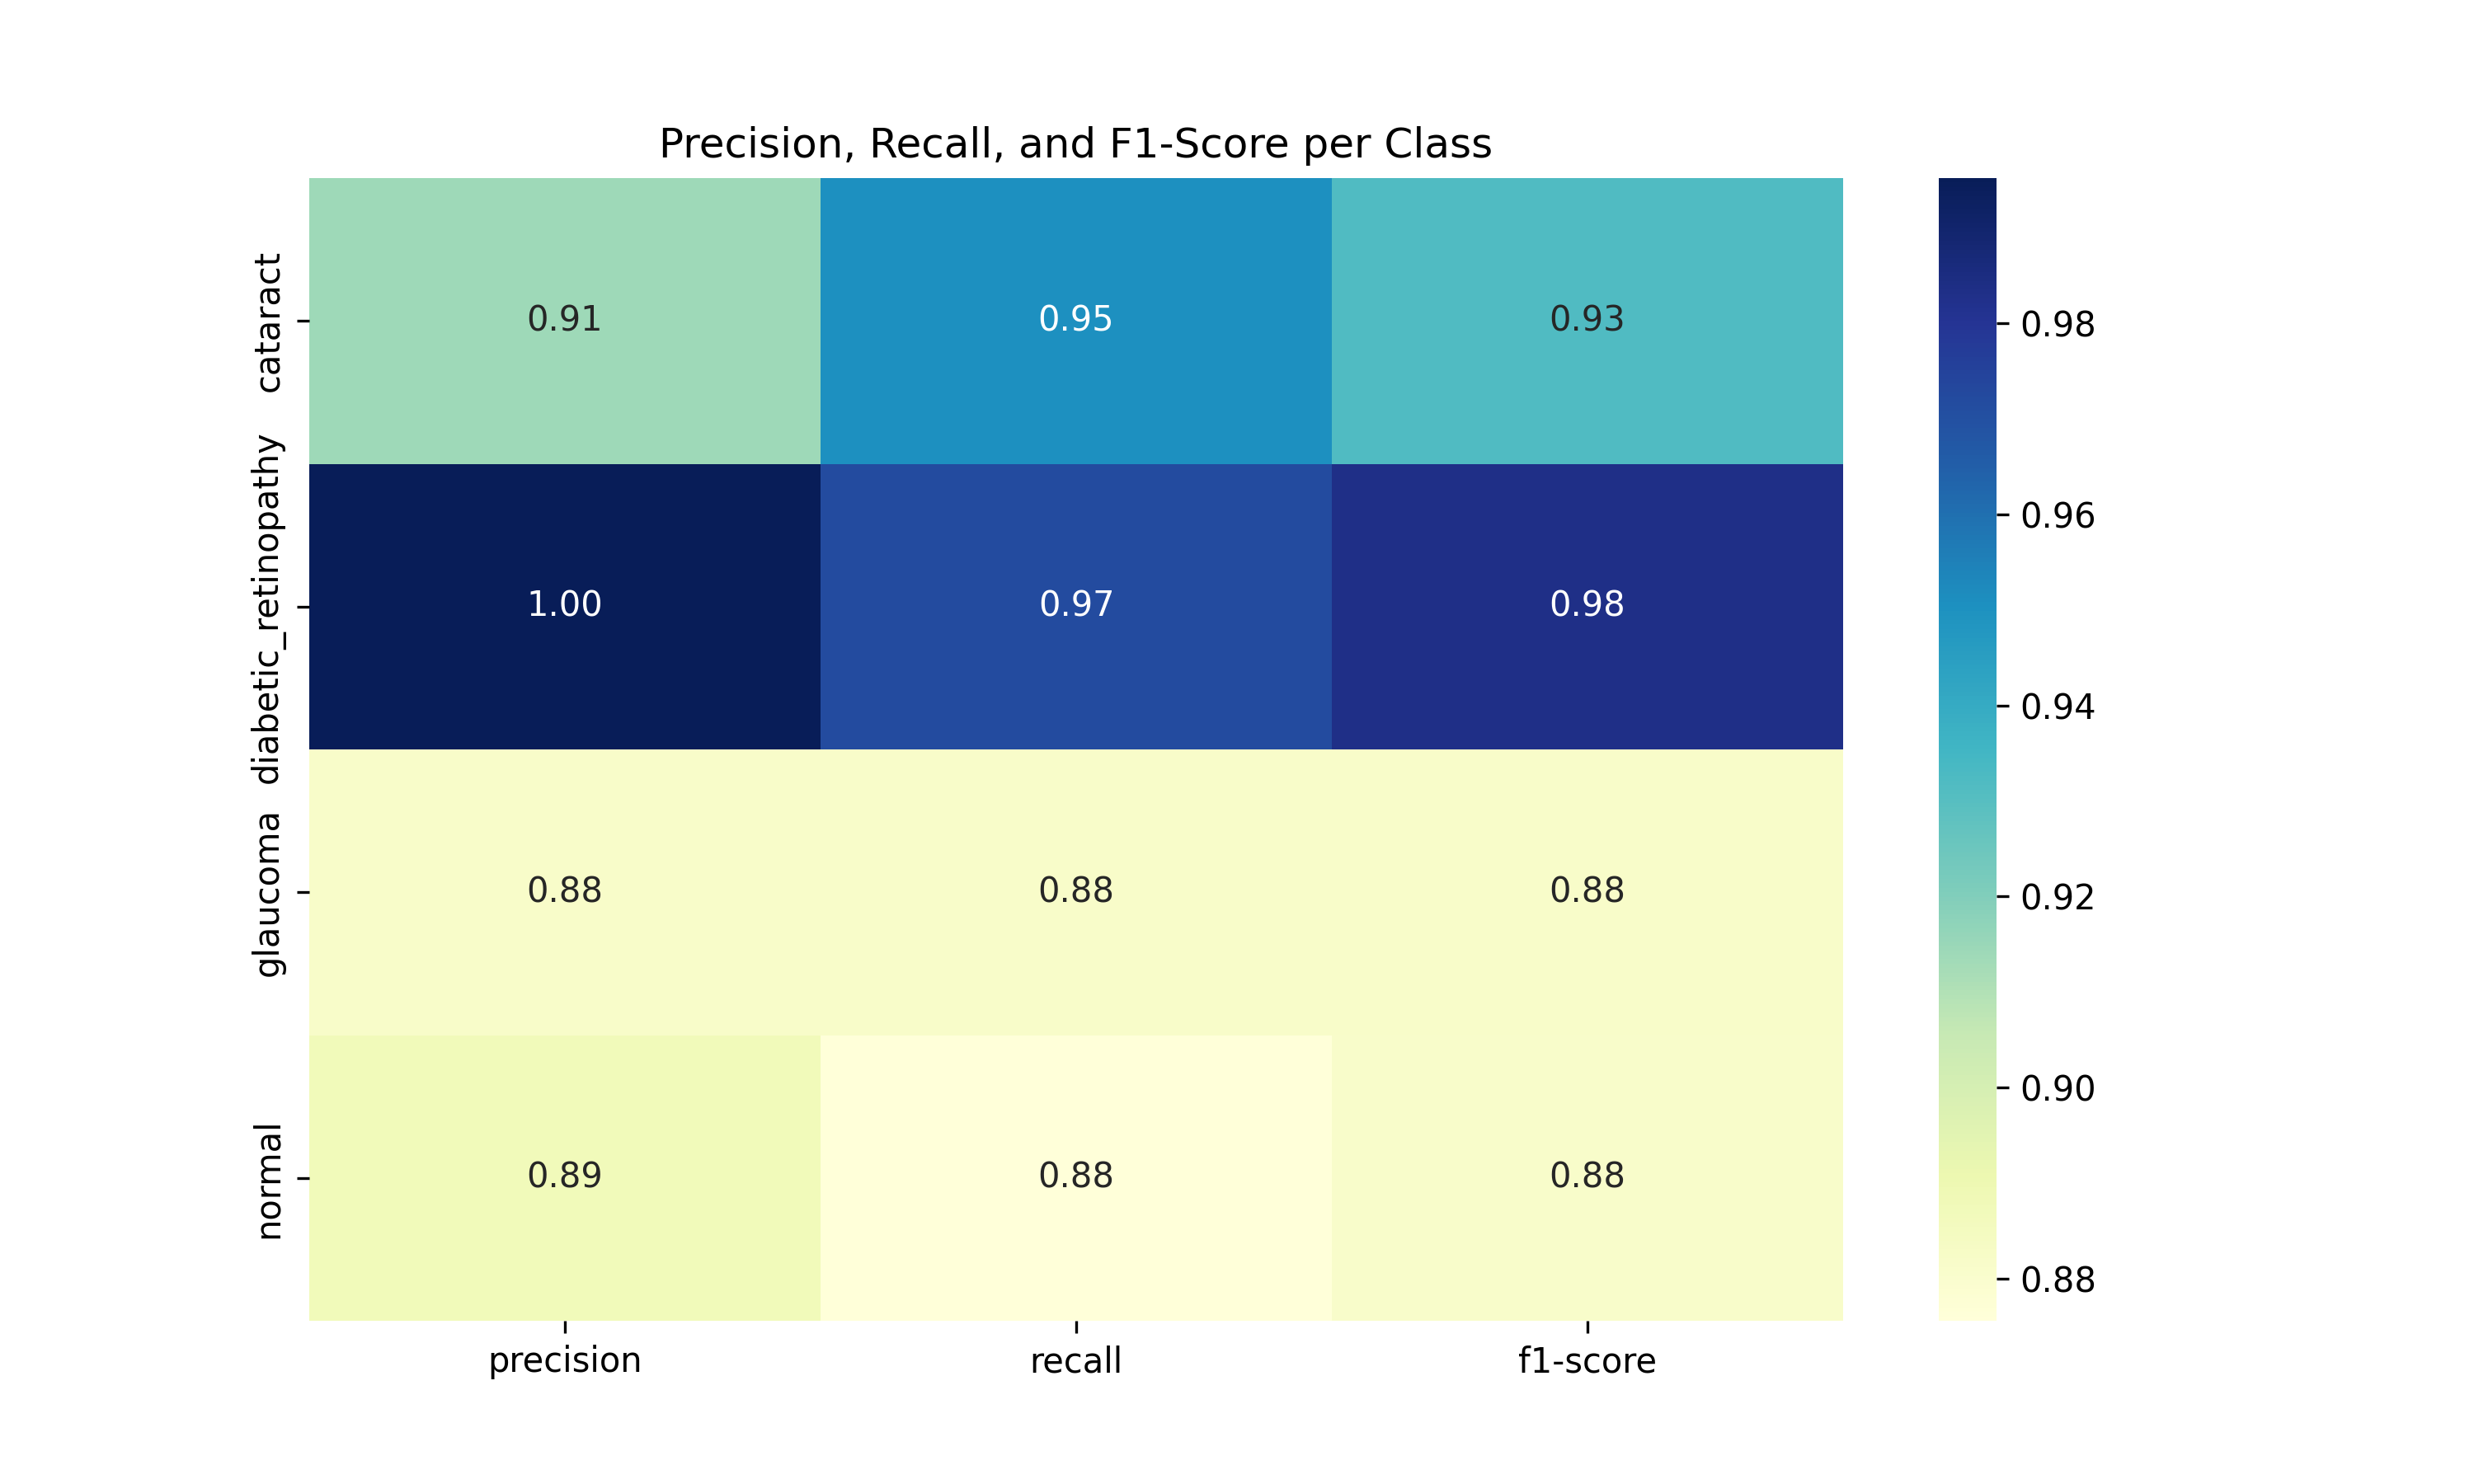 Precision, Recall, and F1-Score per Class
cataract
0.91 0.95 0.93
diabetic_retinopathy
1.00 0.97 0.98
glaucoma
0.88 0.88 0.88
normal
0.89 0.88 0.88
precision recall f1-score
0.98
0.96
0.94
0.92
0.90
0.88